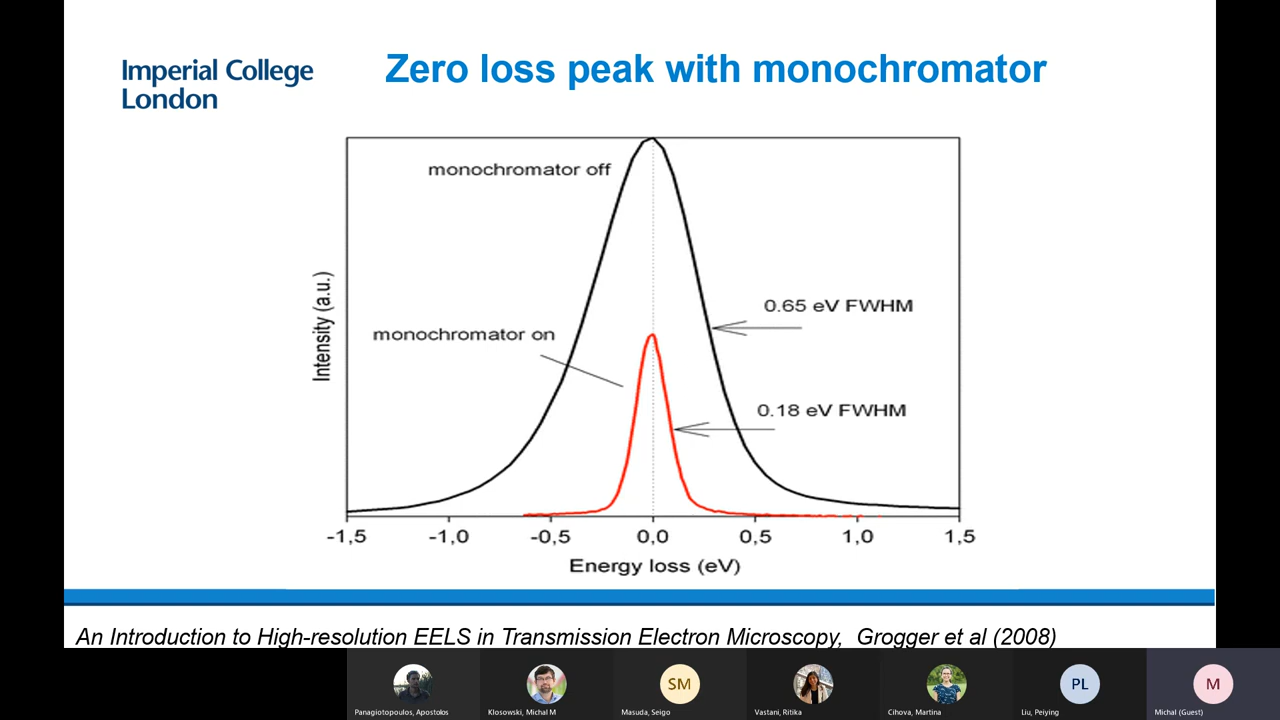 Imperial College
London
Zero loss peak with monochromator
monochromator off
0.65 eV FWHM
monochromator on
0.18 eV FWHM
Intensity (a.u.)
-1,5 -1,0 -0,5 0,0 0,5 1,0 1,5
Energy loss (eV)
An Introduction to High-resolution EELS in Transmission Electron Microscopy, Grogger et al (2008)
SM
PL
M
Panagiotopoulos, Apostolos
Klosowski, Michal M
Masuda, Seigo
Vastani, Ritika
Cihova, Martina
Liu, Peiying
Michal (Guest)